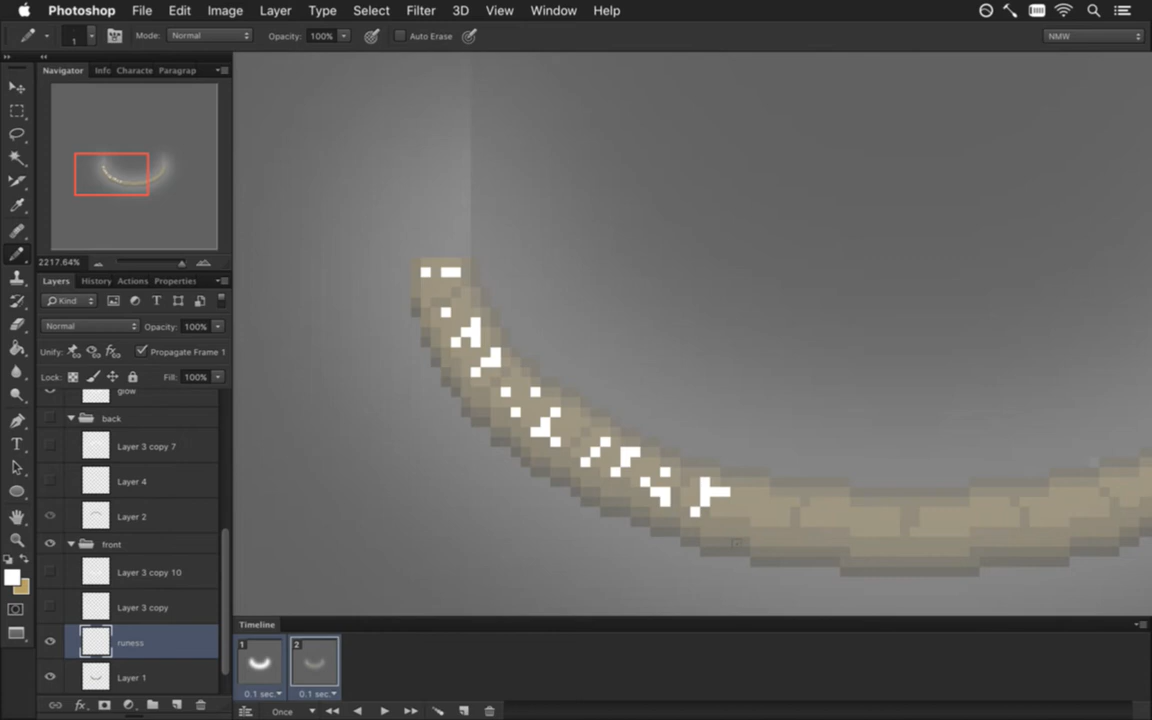 Photoshop File Edit Image Layer Type Select Filter 3D View Window Help
1 Mode: Normal Opacity: 100% Auto Erase NMW
Navigator Info Characte Paragrap
2217.64%
Layers History Actions Properties
Kind
Normal Opacity: 100%
Unify: Propagate Frame 1
Lock: Fill: 100%
glow
back
Layer 3 copy 7
Layer 4
Layer 2
front
Layer 3 copy 10
Layer 3 copy
runess
Layer 1
Timeline
1 2
0.1 sec. 0.1 sec.
Once